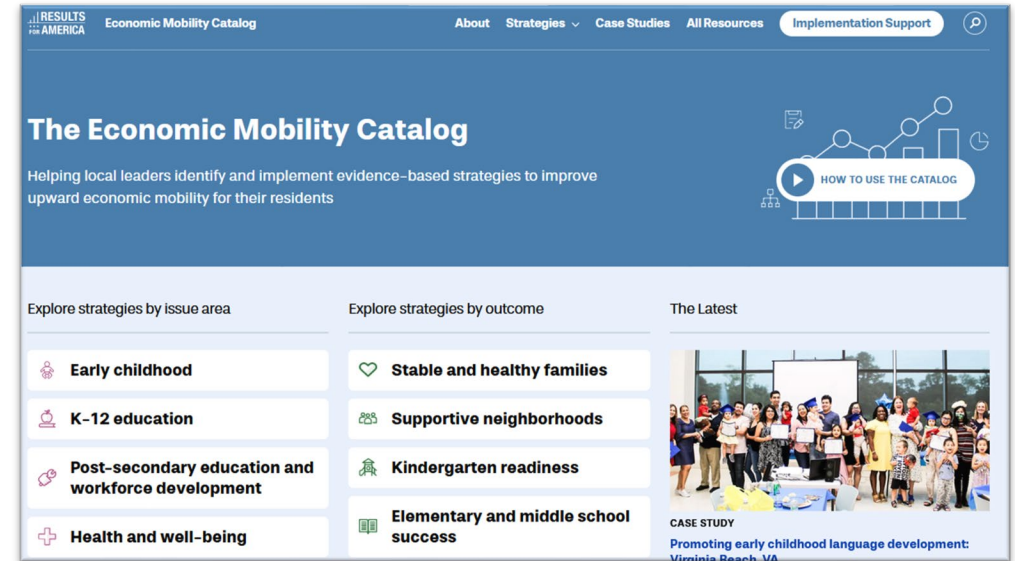 RESULTS
FOR AMERICA
Economic Mobility Catalog
About
Strategies
Case Studies
All Resources
Implementation Support
The Economic Mobility Catalog
Helping local leaders identify and implement evidence-based strategies to improve
upward economic mobility for their residents
HOW TO USE THE CATALOG
Explore strategies by issue area
Early childhood
K-12 education
Post-secondary education and
workforce development
Health and well-being
Explore strategies by outcome
Stable and healthy families
Supportive neighborhoods
Kindergarten readiness
Elementary and middle school
success
The Latest
CASE STUDY
Promoting early childhood language development:
Virginia Beach, VA